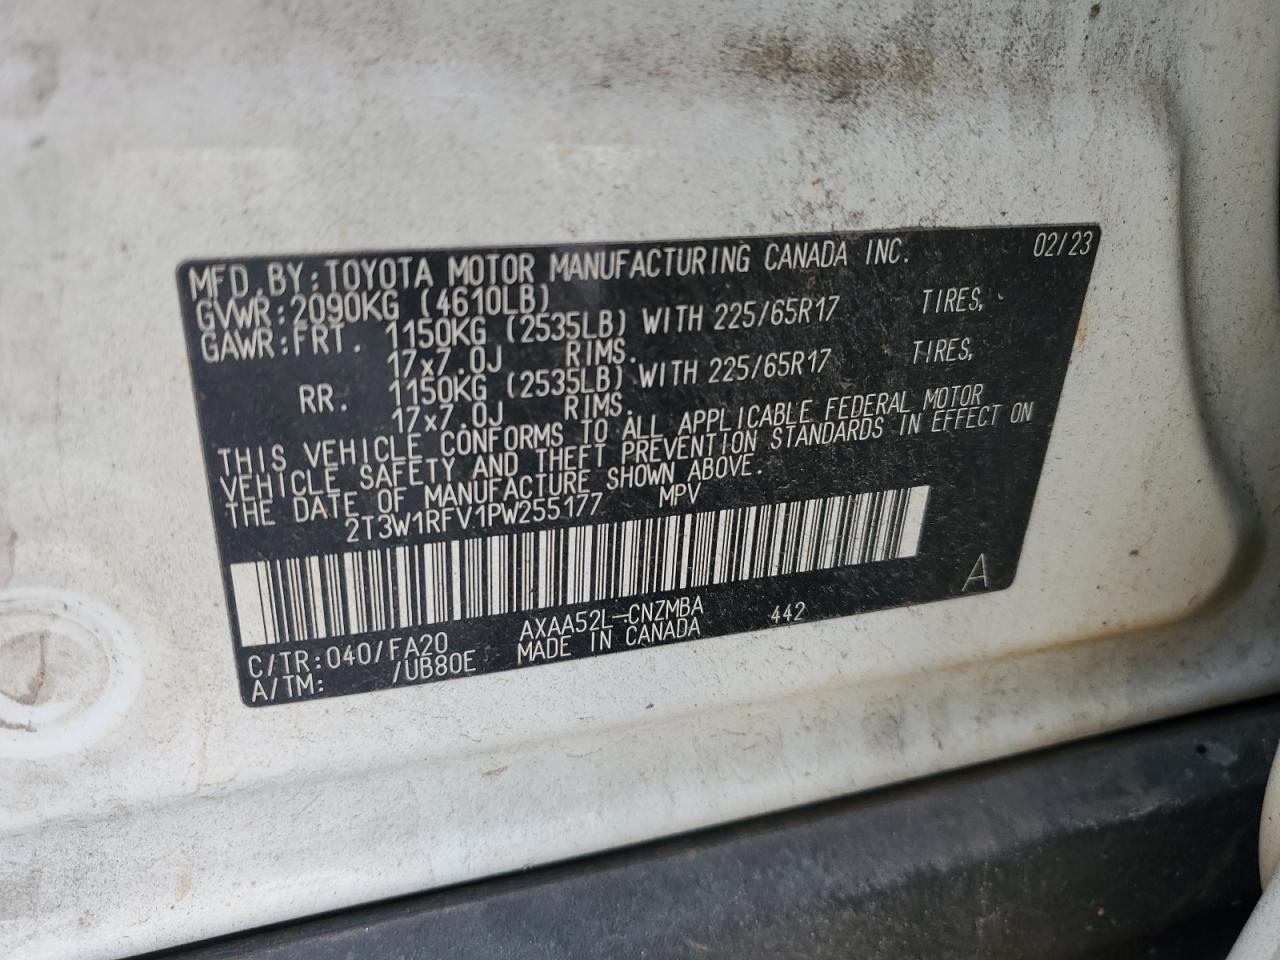 MFD.BY:TOYOTA MOTOR MANUFACTURING CANADA INC. 02/23
GVWR:2090KG (4610LB)
GAWR:FRT. 1150KG (2535LB) WITH 225/65R17 TIRES,
17x7.0J RIMS.
RR. 1150KG (2535LB) WITH 225/65R17 TIRES,
17x7.0J RIMS.
THIS VEHICLE CONFORMS TO ALL APPLICABLE FEDERAL MOTOR
VEHICLE SAFETY AND THEFT PREVENTION STANDARDS IN EFFECT ON
THE DATE OF MANUFACTURE SHOWN ABOVE.
2T3W1RFV1PW255177 MPV
A
C/TR:040/FA20 AXAA52L-CNZMBA 442
A/TM: /UB80E MADE IN CANADA